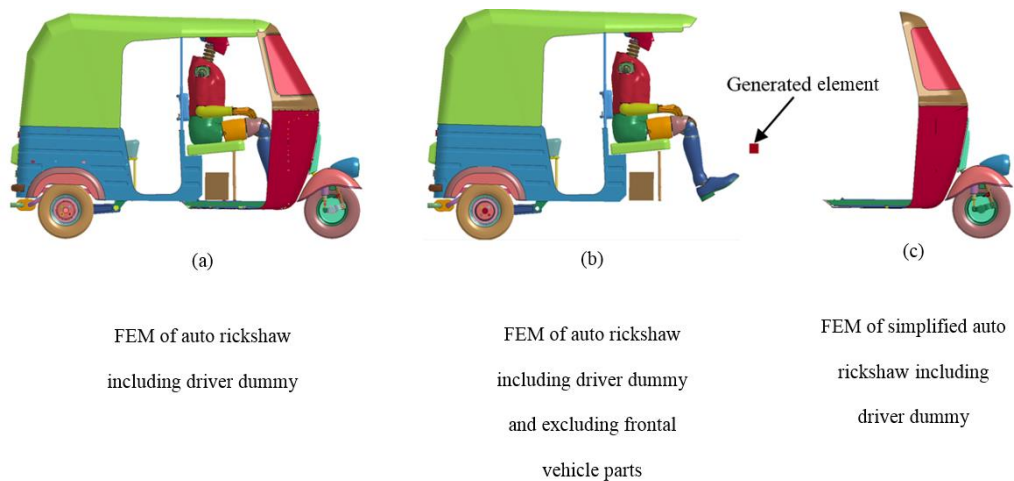 Generated element
(a)
(b)
(c)
FEM of auto rickshaw
including driver dummy
FEM of auto rickshaw
including driver dummy
and excluding frontal
vehicle parts
FEM of simplified auto
rickshaw including
driver dummy